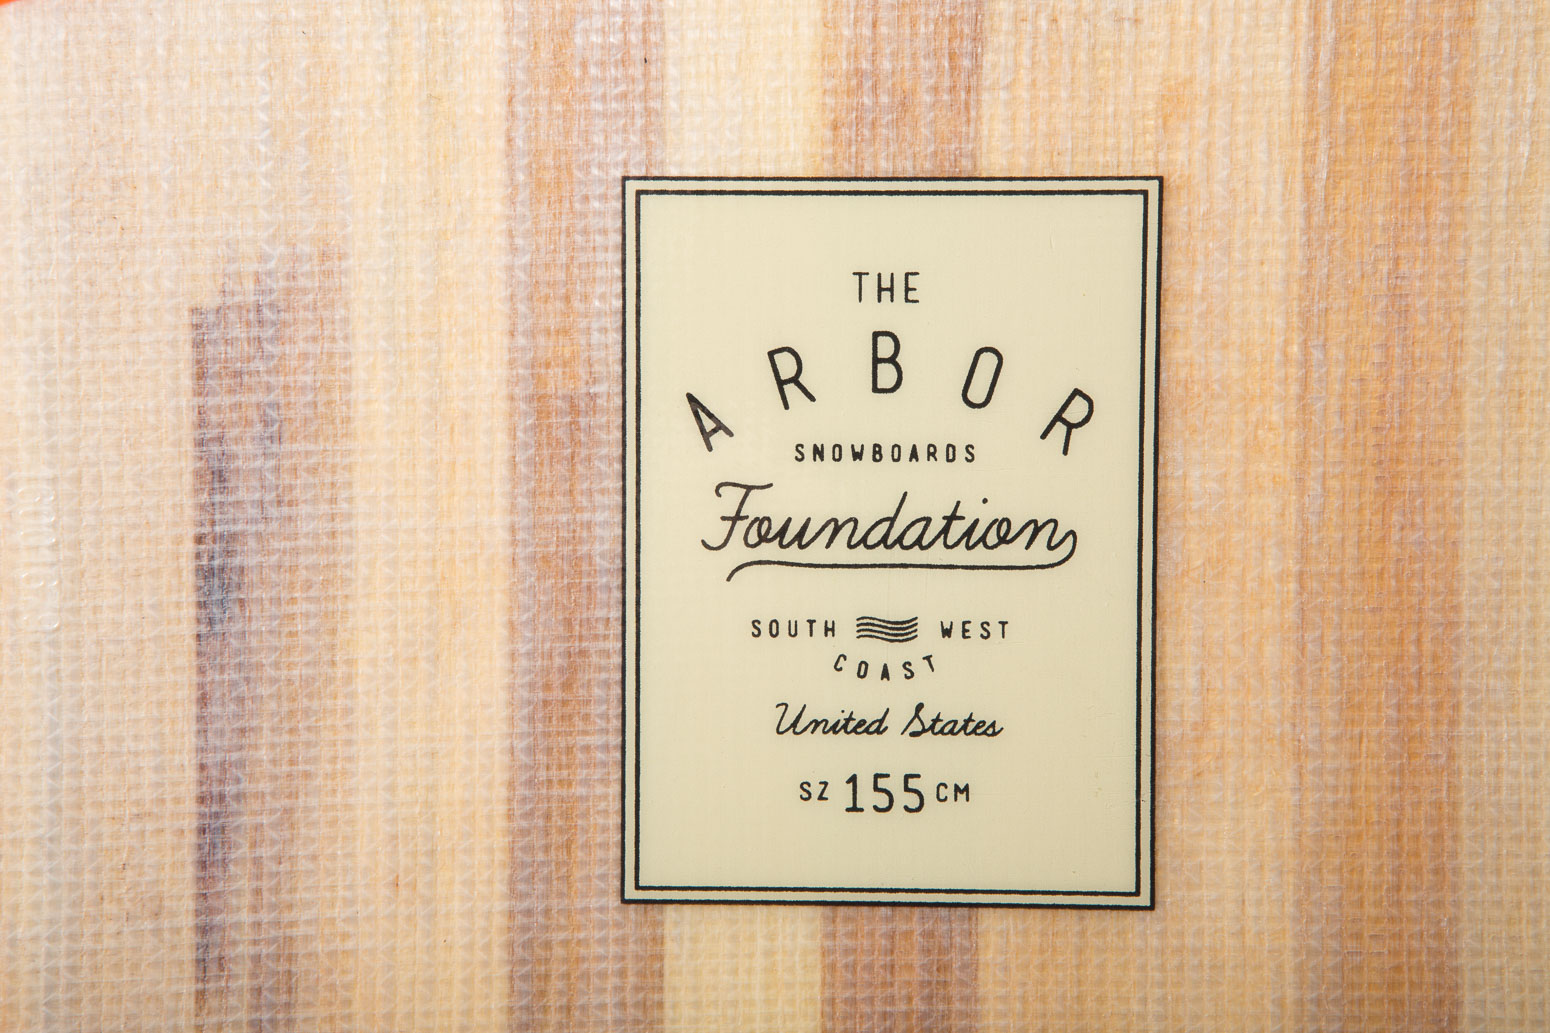 THE
ARBOR
SNOWBOARDS
Foundation
SOUTH WEST
COAST
United States
SZ 155 CM